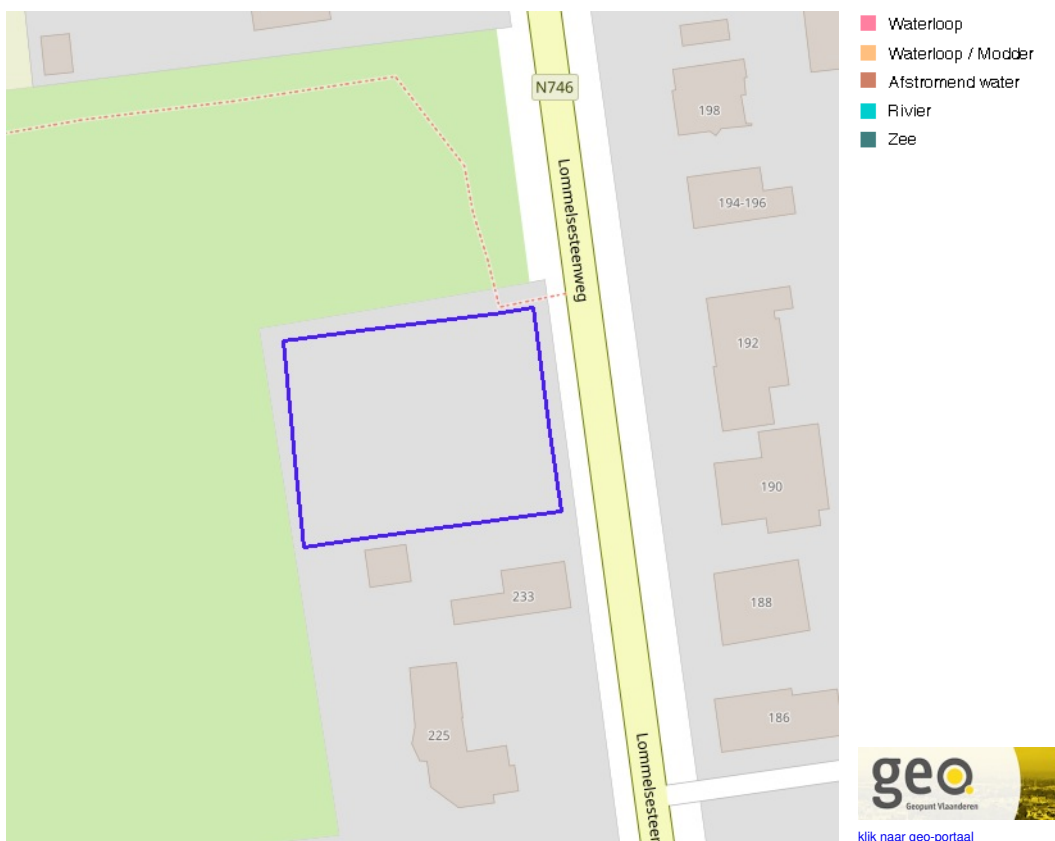 N746
Lommelsesteenweg
198
194-196
192
190
188
186
233
225
Lommelsesteen
Waterloop
Waterloop / Modder
Afstromend water
Rivier
Zee
geo.
Geopunt Vlaanderen
klik naar geo-portaal